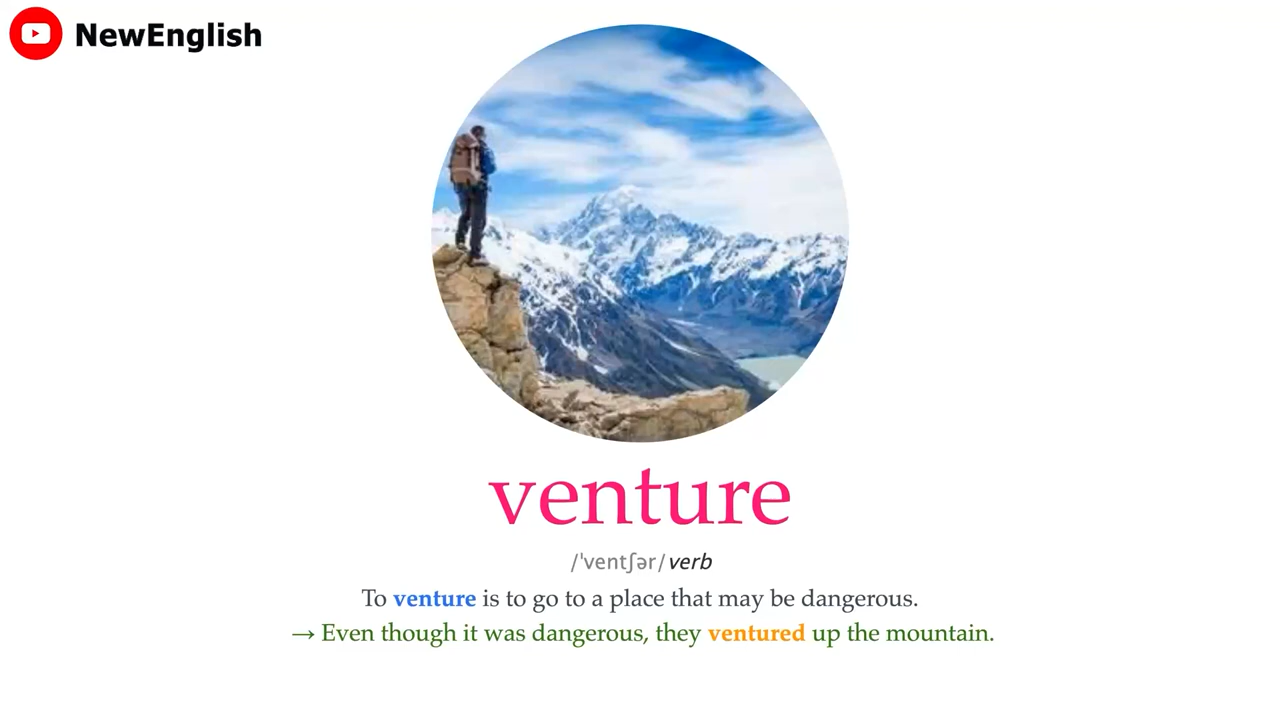 NewEnglish
venture
/ˈventʃər/ verb
To venture is to go to a place that may be dangerous.
→ Even though it was dangerous, they ventured up the mountain.